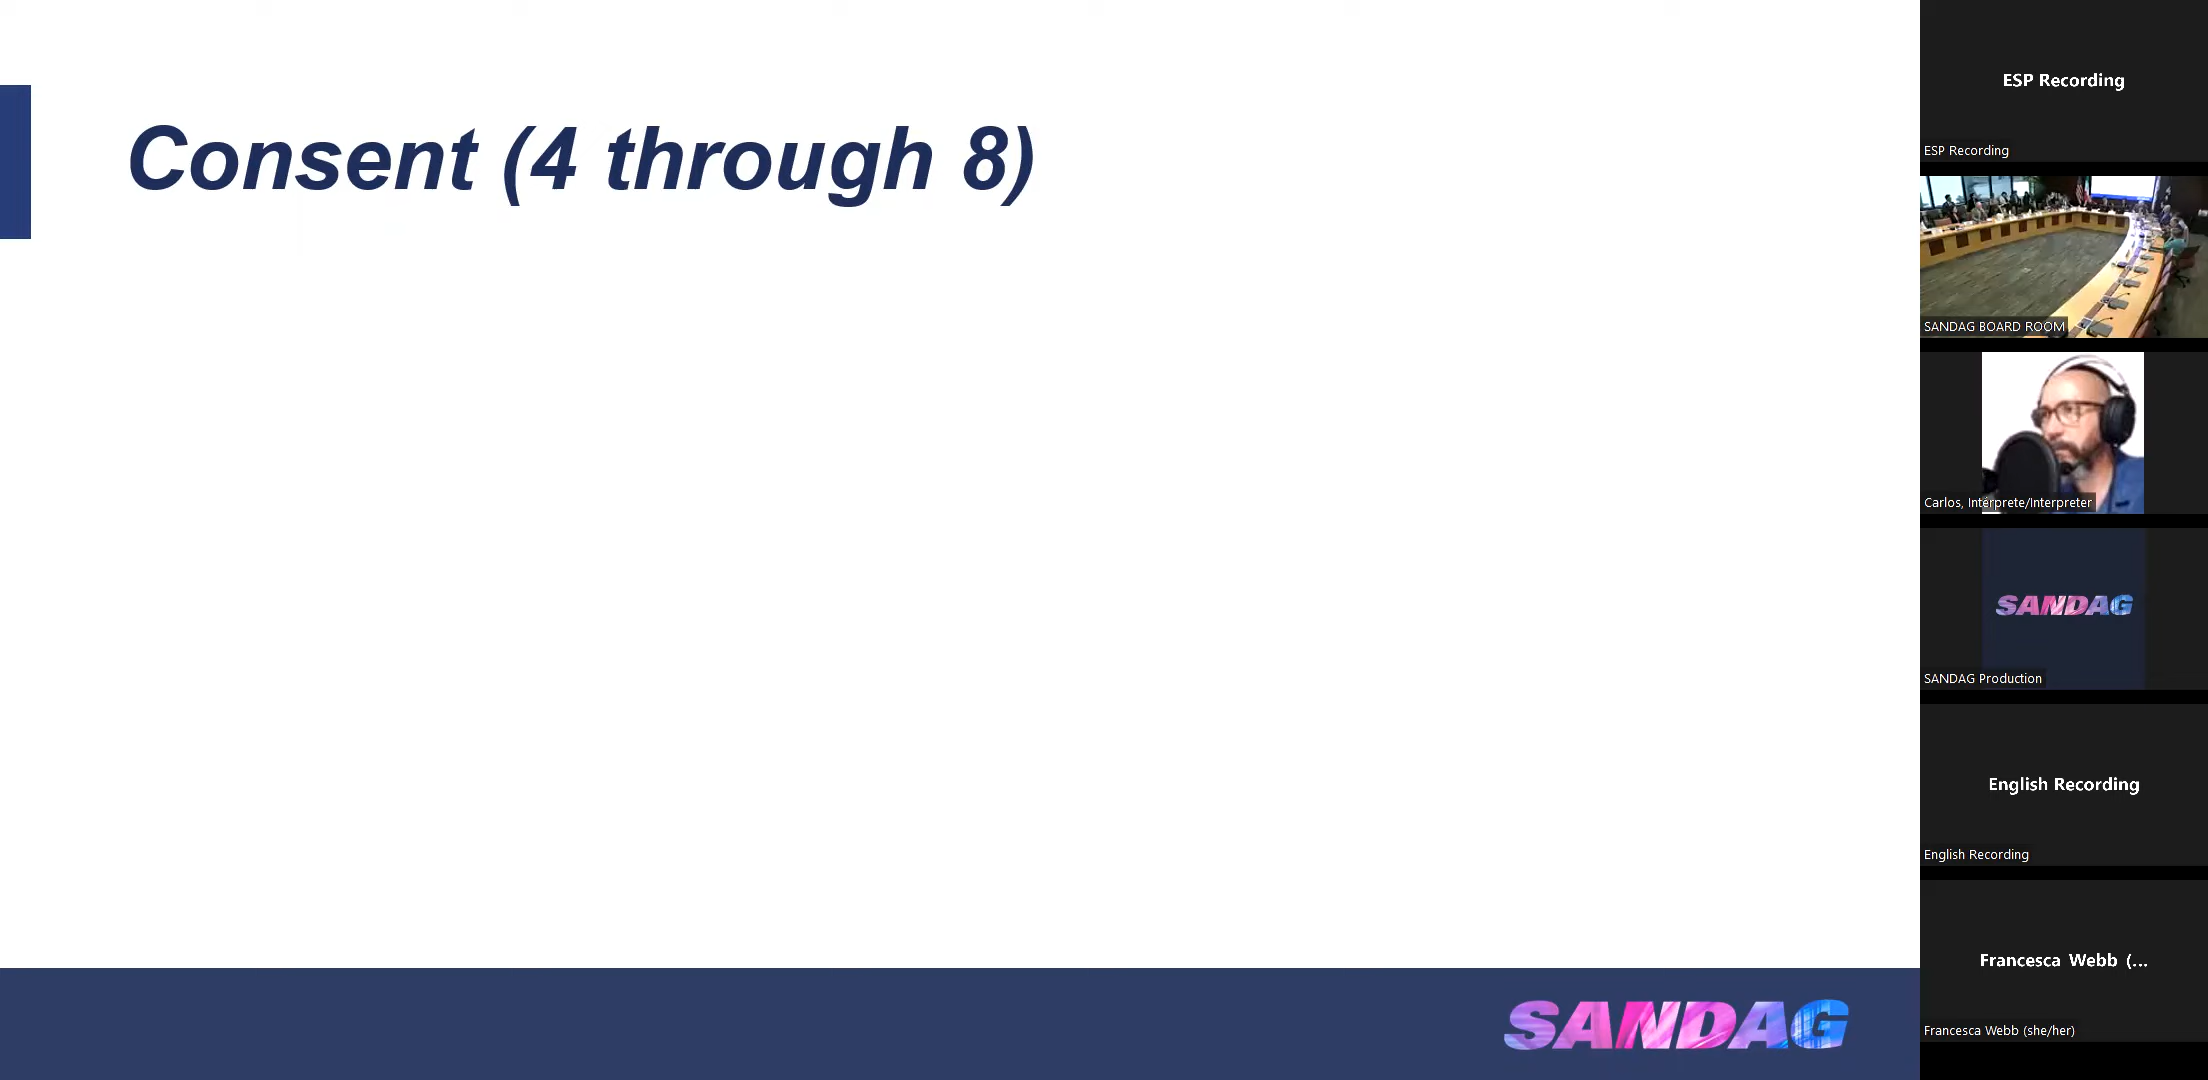 Consent (4 through 8)
SANDAG
ESP Recording
ESP Recording
SANDAG BOARD ROOM
Carlos, Intérprete/Interpreter
SANDAG
SANDAG Production
English Recording
English Recording
Francesca Webb (...
Francesca Webb (she/her)